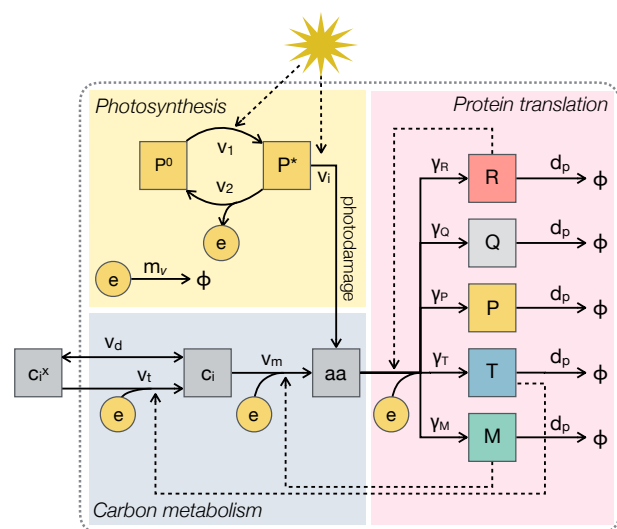 Photosynthesis
Protein translation
P⁰
v₁
P*
v₂
vᵢ
e
photodamage
e
mᵥ
ϕ
γR
R
dₚ
ϕ
γQ
Q
dₚ
ϕ
γP
P
dₚ
ϕ
γT
T
dₚ
ϕ
γM
M
dₚ
ϕ
cᵢˣ
v_d
vₜ
e
cᵢ
vₘ
e
aa
e
Carbon metabolism